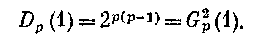 D_p (1) = 2^{p(p-1)} = G_p^2 (1).